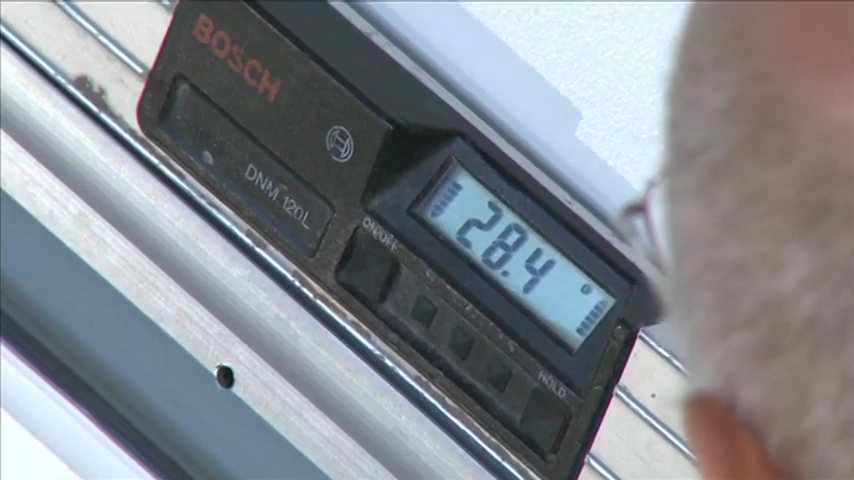 BOSCH
DNM 120L
28.4 °
ON/OFF
HOLD